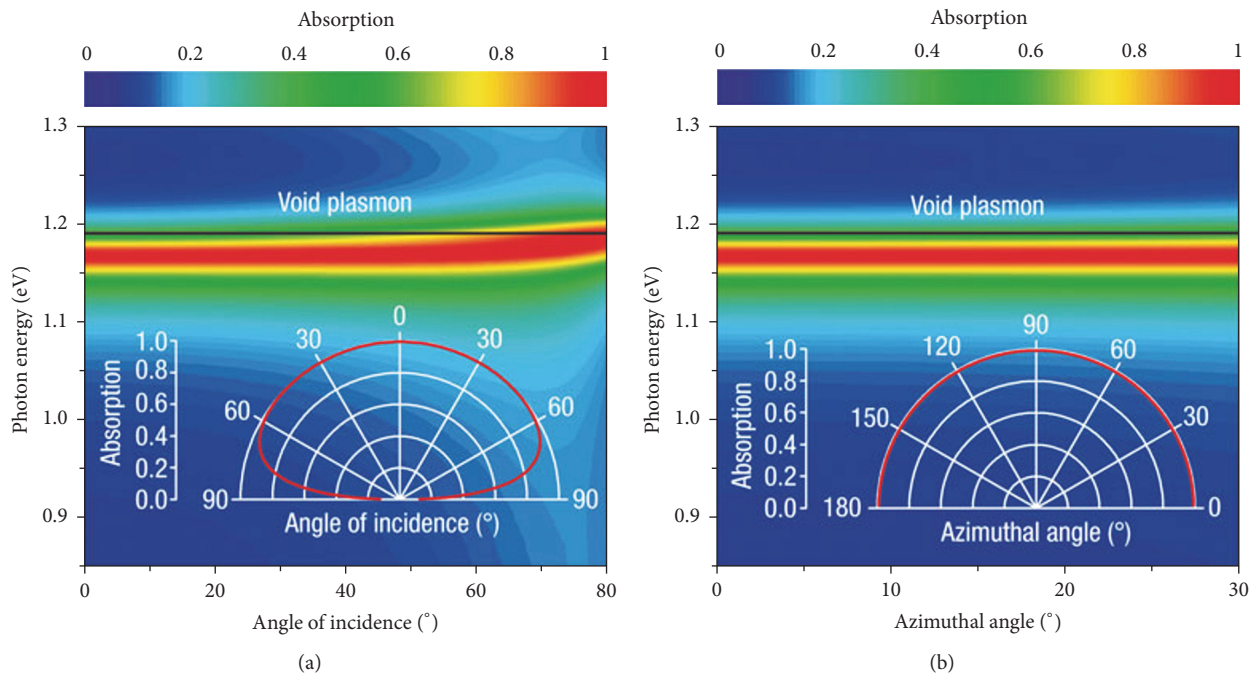 Absorption
0 0.2 0.4 0.6 0.8 1
1.3
1.2
1.1
1.0
0.9
Photon energy (eV)
Void plasmon
Absorption
1.0
0.8
0.6
0.4
0.2
0.0
90 60 30 0 30 60 90
Angle of incidence (°)
0 20 40 60 80
Angle of incidence (°)
(a)
Absorption
0 0.2 0.4 0.6 0.8 1
1.3
1.2
1.1
1.0
0.9
Photon energy (eV)
Void plasmon
Absorption
1.0
0.8
0.6
0.4
0.2
0.0
180 150 120 90 60 30 0
Azimuthal angle (°)
0 10 20 30
Azimuthal angle (°)
(b)